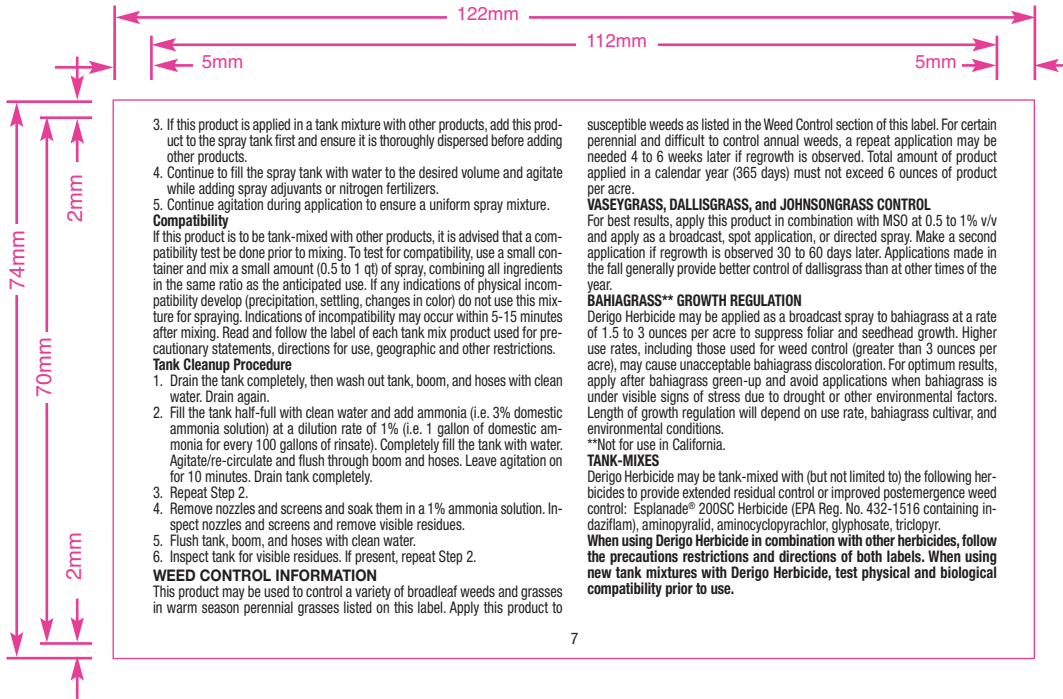 122mm
112mm
5mm
5mm
74mm
70mm
2mm
2mm
3. If this product is applied in a tank mixture with other products, add this prod-
uct to the spray tank first and ensure it is thoroughly dispersed before adding
other products.
4. Continue to fill the spray tank with water to the desired volume and agitate
while adding spray adjuvants or nitrogen fertilizers.
5. Continue agitation during application to ensure a uniform spray mixture.
Compatibility
If this product is to be tank-mixed with other products, it is advised that a com-
patibility test be done prior to mixing. To test for compatibility, use a small con-
tainer and mix a small amount (0.5 to 1 qt) of spray, combining all ingredients
in the same ratio as the anticipated use. If any indications of physical incom-
patibility develop (precipitation, settling, changes in color) do not use this mix-
ture for spraying. Indications of incompatibility may occur within 5-15 minutes
after mixing. Read and follow the label of each tank mix product used for pre-
cautionary statements, directions for use, geographic and other restrictions.
Tank Cleanup Procedure
1. Drain the tank completely, then wash out tank, boom, and hoses with clean
water. Drain again.
2. Fill the tank half-full with clean water and add ammonia (i.e. 3% domestic
ammonia solution) at a dilution rate of 1% (i.e. 1 gallon of domestic am-
monia for every 100 gallons of rinsate). Completely fill the tank with water.
Agitate/re-circulate and flush through boom and hoses. Leave agitation on
for 10 minutes. Drain tank completely.
3. Repeat Step 2.
4. Remove nozzles and screens and soak them in a 1% ammonia solution. In-
spect nozzles and screens and remove visible residues.
5. Flush tank, boom, and hoses with clean water.
6. Inspect tank for visible residues. If present, repeat Step 2.
WEED CONTROL INFORMATION
This product may be used to control a variety of broadleaf weeds and grasses
in warm season perennial grasses listed on this label. Apply this product to
susceptible weeds as listed in the Weed Control section of this label. For certain
perennial and difficult to control annual weeds, a repeat application may be
needed 4 to 6 weeks later if regrowth is observed. Total amount of product
applied in a calendar year (365 days) must not exceed 6 ounces of product
per acre.
VASEYGRASS, DALLISGRASS, and JOHNSONGRASS CONTROL
For best results, apply this product in combination with MSO at 0.5 to 1% v/v
and apply as a broadcast, spot application, or directed spray. Make a second
application if regrowth is observed 30 to 60 days later. Applications made in
the fall generally provide better control of dallisgrass than at other times of the
year.
BAHIAGRASS** GROWTH REGULATION
Derigo Herbicide may be applied as a broadcast spray to bahiagrass at a rate
of 1.5 to 3 ounces per acre to suppress foliar and seedhead growth. Higher
use rates, including those used for weed control (greater than 3 ounces per
acre), may cause unacceptable bahiagrass discoloration. For optimum results,
apply after bahiagrass green-up and avoid applications when bahiagrass is
under visible signs of stress due to drought or other environmental factors.
Length of growth regulation will depend on use rate, bahiagrass cultivar, and
environmental conditions.
**Not for use in California.
TANK-MIXES
Derigo Herbicide may be tank-mixed with (but not limited to) the following her-
bicides to provide extended residual control or improved postemergence weed
control: Esplanade® 200SC Herbicide (EPA Reg. No. 432-1516 containing in-
daziflam), aminopyralid, aminocyclopyrachlor, glyphosate, triclopyr.
When using Derigo Herbicide in combination with other herbicides, follow
the precautions restrictions and directions of both labels. When using
new tank mixtures with Derigo Herbicide, test physical and biological
compatibility prior to use.
7